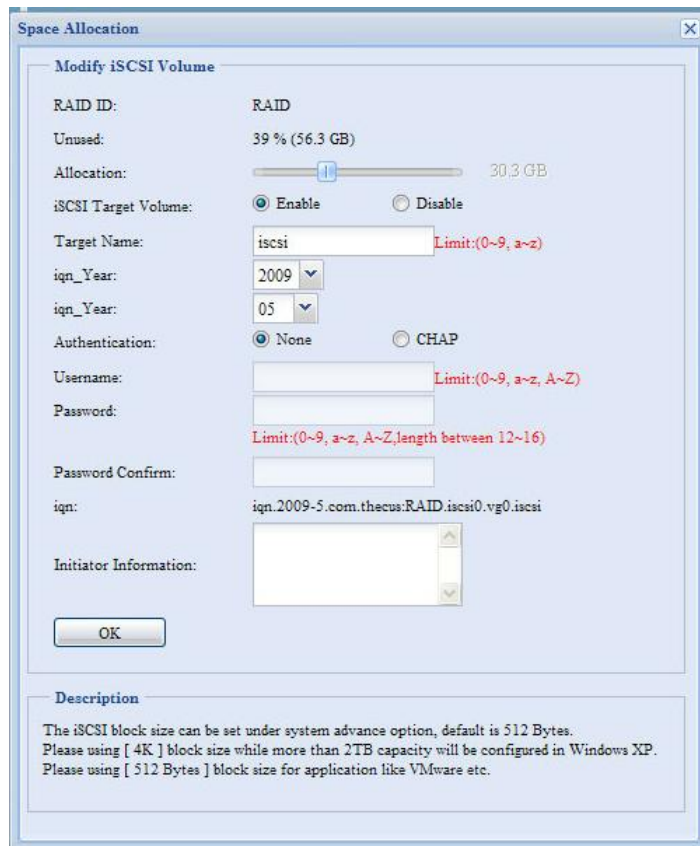 Space Allocation
Modify iSCSI Volume
RAID ID: RAID
Unused: 39 % (56.3 GB)
Allocation: 30.3 GB
iSCSI Target Volume: Enable Disable
Target Name: iscsi Limit:(0~9, a~z)
iqn_Year: 2009
iqn_Year: 05
Authentication: None CHAP
Username: Limit:(0~9, a~z, A~Z)
Password:
Limit:(0~9, a~z, A~Z,length between 12~16)
Password Confirm:
iqn: iqn.2009-5.com.thecus:RAID.iscsi0.vg0.iscsi
Initiator Information:
OK
Description
The iSCSI block size can be set under system advance option, default is 512 Bytes.
Please using [ 4K ] block size while more than 2TB capacity will be configured in Windows XP.
Please using [ 512 Bytes ] block size for application like VMware etc.